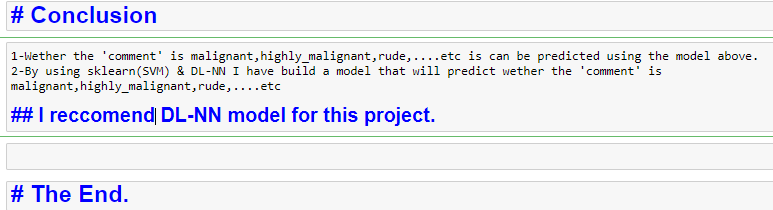 # Conclusion
1-Wether the 'comment' is malignant,highly_malignant,rude,....etc is can be predicted using the model above.
2-By using sklearn(SVM) & DL-NN I have build a model that will predict wether the 'comment' is
malignant,highly_malignant,rude,....etc
## I reccomend DL-NN model for this project.
# The End.